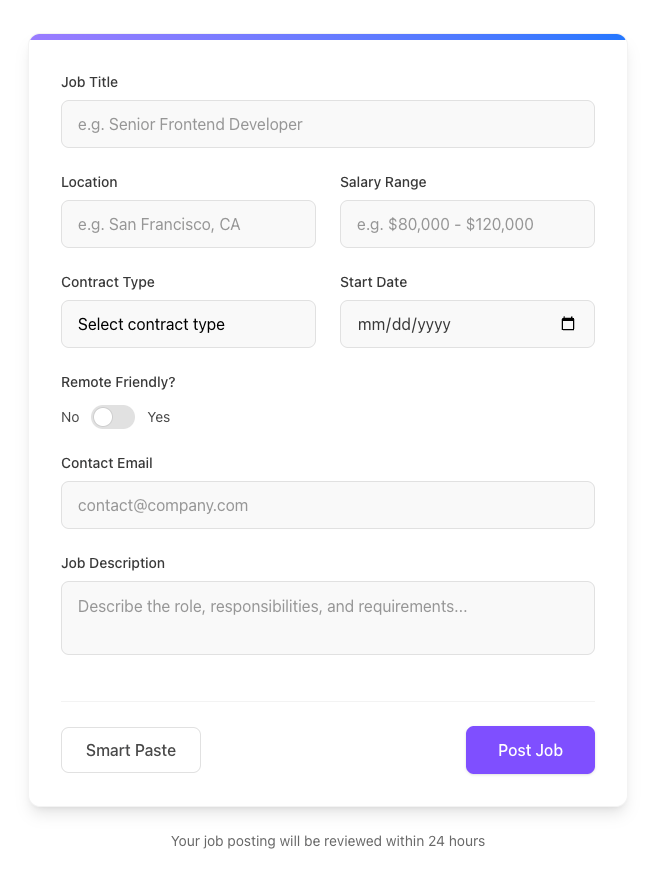 Job Title
e.g. Senior Frontend Developer
Location
Salary Range
e.g. San Francisco, CA
e.g. $80,000 - $120,000
Contract Type
Start Date
Select contract type
mm/dd/yyyy
Remote Friendly?
No
Yes
Contact Email
contact@company.com
Job Description
Describe the role, responsibilities, and requirements...
Smart Paste
Post Job
Your job posting will be reviewed within 24 hours